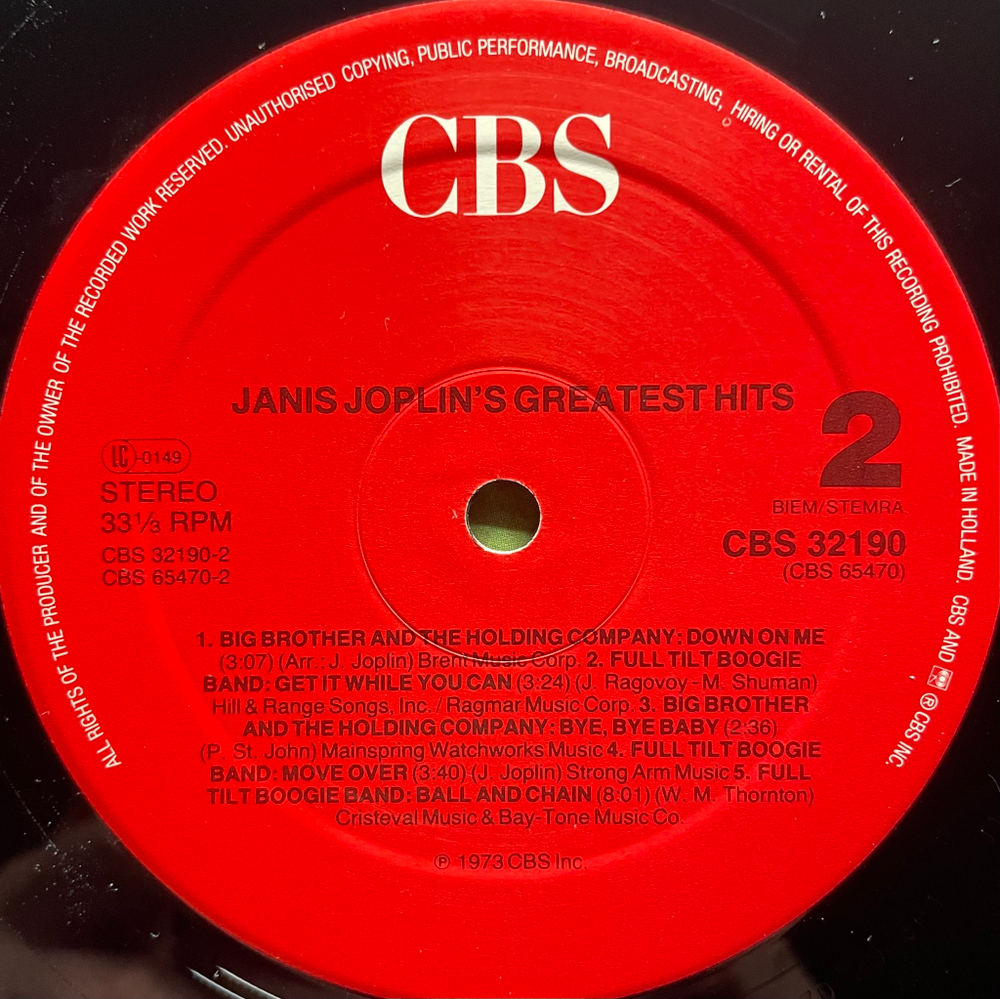 ALL RIGHTS OF THE PRODUCER AND OF THE OWNER OF THE RECORDED WORK RESERVED. UNAUTHORISED COPYING, PUBLIC PERFORMANCE, BROADCASTING, HIRING OR RENTAL OF THIS RECORDING PROHIBITED. MADE IN HOLLAND. CBS AND ℗ CBS INC.
CBS
JANIS JOPLIN'S GREATEST HITS
2
LC-0149
STEREO
33⅓ RPM
CBS 32190-2
CBS 65470-2
BIEM/STEMRA
CBS 32190
(CBS 65470)
1. BIG BROTHER AND THE HOLDING COMPANY: DOWN ON ME
(3:07) (Arr.: J. Joplin) Brent Music Corp. 2. FULL TILT BOOGIE
BAND: GET IT WHILE YOU CAN (3:24) (J. Ragovoy - M. Shuman)
Hill & Range Songs, Inc. / Ragmar Music Corp. 3. BIG BROTHER
AND THE HOLDING COMPANY: BYE, BYE BABY (2:36)
(P. St. John) Mainspring Watchworks Music 4. FULL TILT BOOGIE
BAND: MOVE OVER (3:40) (J. Joplin) Strong Arm Music 5. FULL
TILT BOOGIE BAND: BALL AND CHAIN (8:01) (W. M. Thornton)
Cristeval Music & Bay-Tone Music Co.
℗ 1973 CBS Inc.